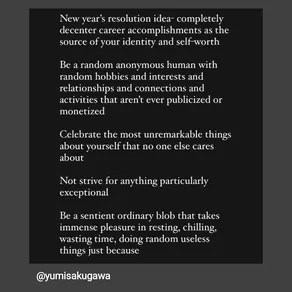 New year's resolution idea- completely
decenter career accomplishments as the
source of your identity and self-worth
Be a random anonymous human with
random hobbies and interests and
relationships and connections and
activities that aren't ever publicized or
monetized
Celebrate the most unremarkable things
about yourself that no one else cares
about
Not strive for anything particularly
exceptional
Be a sentient ordinary blob that takes
immense pleasure in resting, chilling,
wasting time, doing random useless
things just because
@yumisakugawa